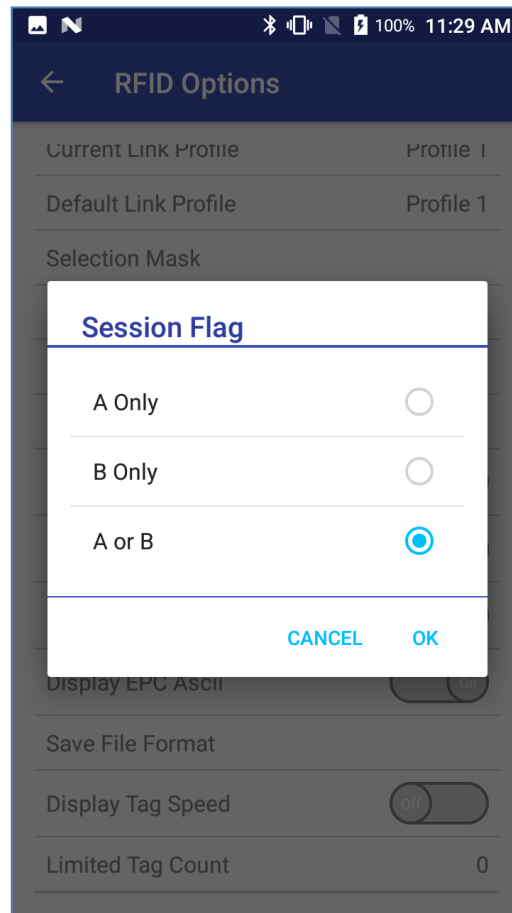 100% 11:29 AM
RFID Options
Current Link Profile Profile 1
Default Link Profile Profile 1
Selection Mask
Session Flag
A Only
B Only
A or B
CANCEL OK
Display EPC Ascii On
Save File Format
Display Tag Speed Off
Limited Tag Count 0